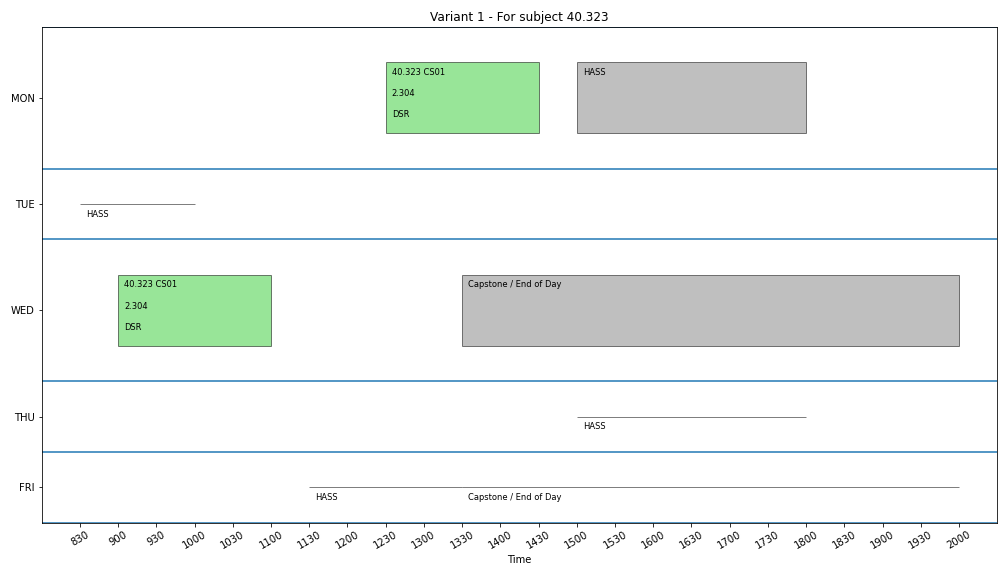 Variant 1 - For subject 40.323
MON
40.323 CS01
2.304
DSR
HASS
TUE
HASS
WED
40.323 CS01
2.304
DSR
Capstone / End of Day
THU
HASS
FRI
HASS
Capstone / End of Day
830 900 930 1000 1030 1100 1130 1200 1230 1300 1330 1400 1430 1500 1530 1600 1630 1700 1730 1800 1830 1900 1930 2000
Time